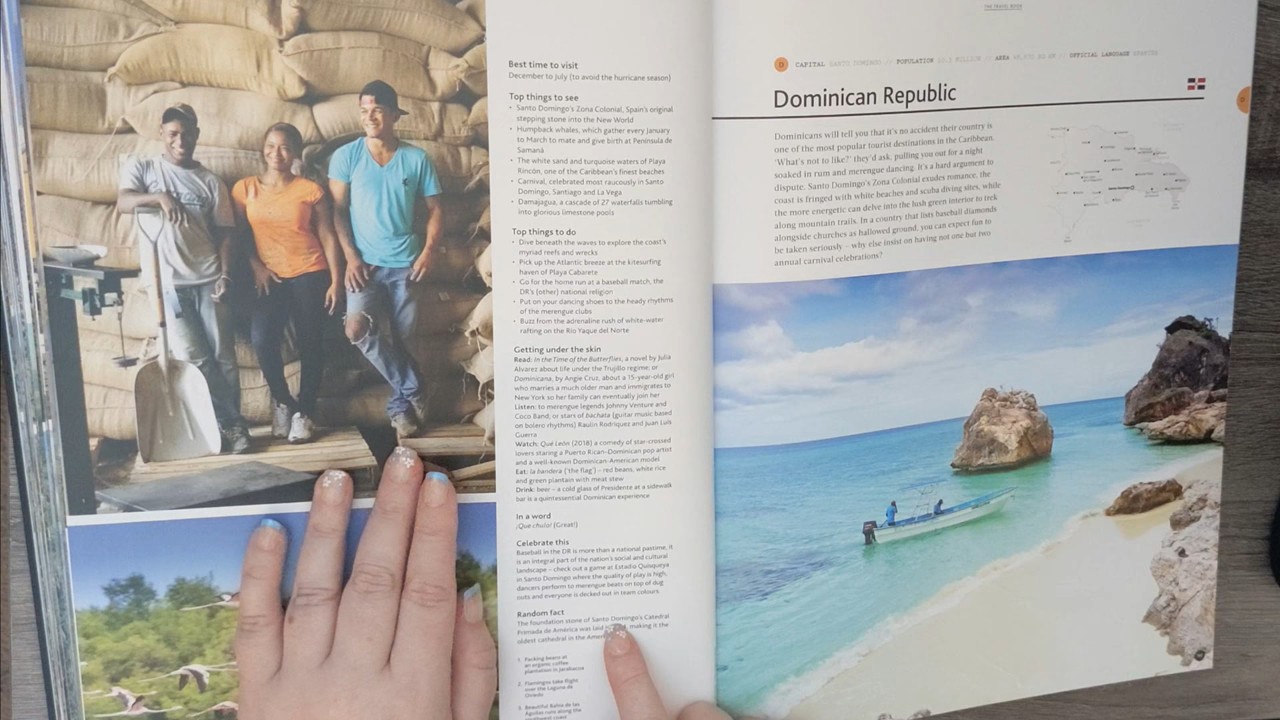 THE TRAVEL BOOK
Best time to visit
December to July (to avoid the hurricane season)
Top things to see
• Santo Domingo's Zona Colonial, Spain's original
stepping stone into the New World
• Humpback whales, which gather every January
to March to mate and give birth at Península de
Samaná
• The white sand and turquoise waters of Playa
Rincón, one of the Caribbean's finest beaches
• Carnival, celebrated most raucously in Santo
Domingo, Santiago and La Vega
• Damajagua, a cascade of 27 waterfalls tumbling
into glorious limestone pools
Top things to do
• Dive beneath the waves to explore the coast's
myriad reefs and wrecks
• Pick up the Atlantic breeze at the kitesurfing
haven of Playa Cabarete
• Go for the home run at a baseball match, the
DR's (other) national religion
• Put on your dancing shoes to the heady rhythms
of the merengue clubs
• Buzz from the adrenaline rush of white-water
rafting on the Río Yaque del Norte
Getting under the skin
Read: In the Time of the Butterflies, a novel by Julia
Alvarez about life under the Trujillo regime; or
Dominicana, by Angie Cruz, about a 15-year-old girl
who marries a much older man and immigrates to
New York so her family can eventually join her
Listen: to merengue legends Johnny Venture and
Coco Band, or stars of bachata (guitar music based
on bolero rhythms) Raulín Rodriquez and Juan Luis
Guerra
Watch: Qué León (2018) a comedy of star-crossed
lovers staring a Puerto Rican-Dominican pop artist
and a well-known Dominican-American model
Eat: la bandera ('the flag') – red beans, white rice
and green plantain with meat stew
Drink: beer – a cold glass of Presidente at a sidewalk
bar is a quintessential Dominican experience
In a word
¡Que chulo! (Great!)
Celebrate this
Baseball in the DR is more than a national pastime, it
is an integral part of the nation's social and cultural
landscape – check out a game at Estadio Quisqueya
in Santo Domingo where the quality of play is high,
dancers perform to merengue beats on top of dug
outs and everyone is decked out in team colours
Random fact
The foundation stone of Santo Domingo's Catedral
Primada de América was laid making it the
oldest cathedral in the
1. Packing beans at
an organic coffee
plantation in Jarabacoa
2. Flamingos take flight
over the Laguna de
Oviedo
3. Beautiful Bahía de las
Águilas runs along the
southwest coast
D CAPITAL SANTO DOMINGO // POPULATION MILLION // AREA SQ KM // OFFICIAL LANGUAGE SPANISH
D
Dominican Republic
Dominicans will tell you that it's no accident their country is
one of the most popular tourist destinations in the Caribbean.
'What's not to like?' they'd ask, pulling you out for a night
soaked in rum and merengue dancing. It's a hard argument to
dispute. Santo Domingo's Zona Colonial exudes romance, the
coast is fringed with white beaches and scuba diving sites, while
the more energetic can delve into the lush green interior to trek
along mountain trails. In a country that lists baseball diamonds
alongside churches as hallowed ground, you can expect fun to
be taken seriously – why else insist on having not one but two
annual carnival celebrations?